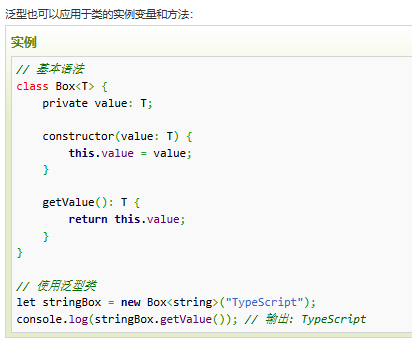 泛型也可以应用于类的实例变量和方法：
实例
// 基本语法
class Box<T> {
    private value: T;

    constructor(value: T) {
        this.value = value;
    }

    getValue(): T {
        return this.value;
    }
}

// 使用泛型类
let stringBox = new Box<string>("TypeScript");
console.log(stringBox.getValue()); // 输出: TypeScript